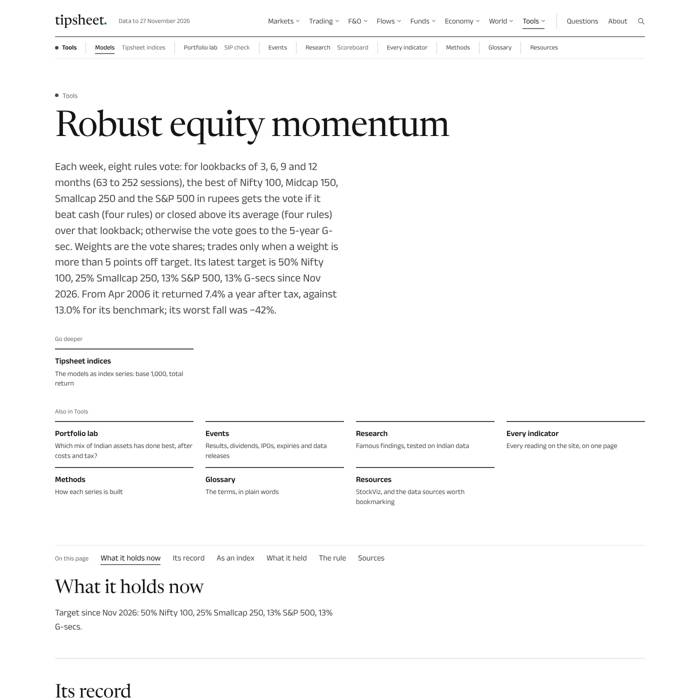 tipsheet.
Data to 27 November 2026
Markets Trading F&O Flows Funds Economy World Tools Questions About
Tools Models Tipsheet indices Portfolio lab SIP check Events Research Scoreboard Every indicator Methods Glossary Resources
Tools
Robust equity momentum
Each week, eight rules vote: for lookbacks of 3, 6, 9 and 12
months (63 to 252 sessions), the best of Nifty 100, Midcap 150,
Smallcap 250 and the S&P 500 in rupees gets the vote if it
beat cash (four rules) or closed above its average (four rules)
over that lookback; otherwise the vote goes to the 5-year G-
sec. Weights are the vote shares; trades only when a weight is
more than 5 points off target. Its latest target is 50% Nifty
100, 25% Smallcap 250, 13% S&P 500, 13% G-secs since Nov
2026. From Apr 2006 it returned 7.4% a year after tax, against
13.0% for its benchmark; its worst fall was −42%.
Go deeper
Tipsheet indices
The models as index series: base 1,000, total
return
Also in Tools
Portfolio lab
Which mix of Indian assets has done best, after
costs and tax?
Events
Results, dividends, IPOs, expiries and data
releases
Research
Famous findings, tested on Indian data
Every indicator
Every reading on the site, on one page
Methods
How each series is built
Glossary
The terms, in plain words
Resources
StockViz, and the data sources worth
bookmarking
On this page What it holds now Its record As an index What it held The rule Sources
What it holds now
Target since Nov 2026: 50% Nifty 100, 25% Smallcap 250, 13% S&P 500, 13%
G-secs.
Its record